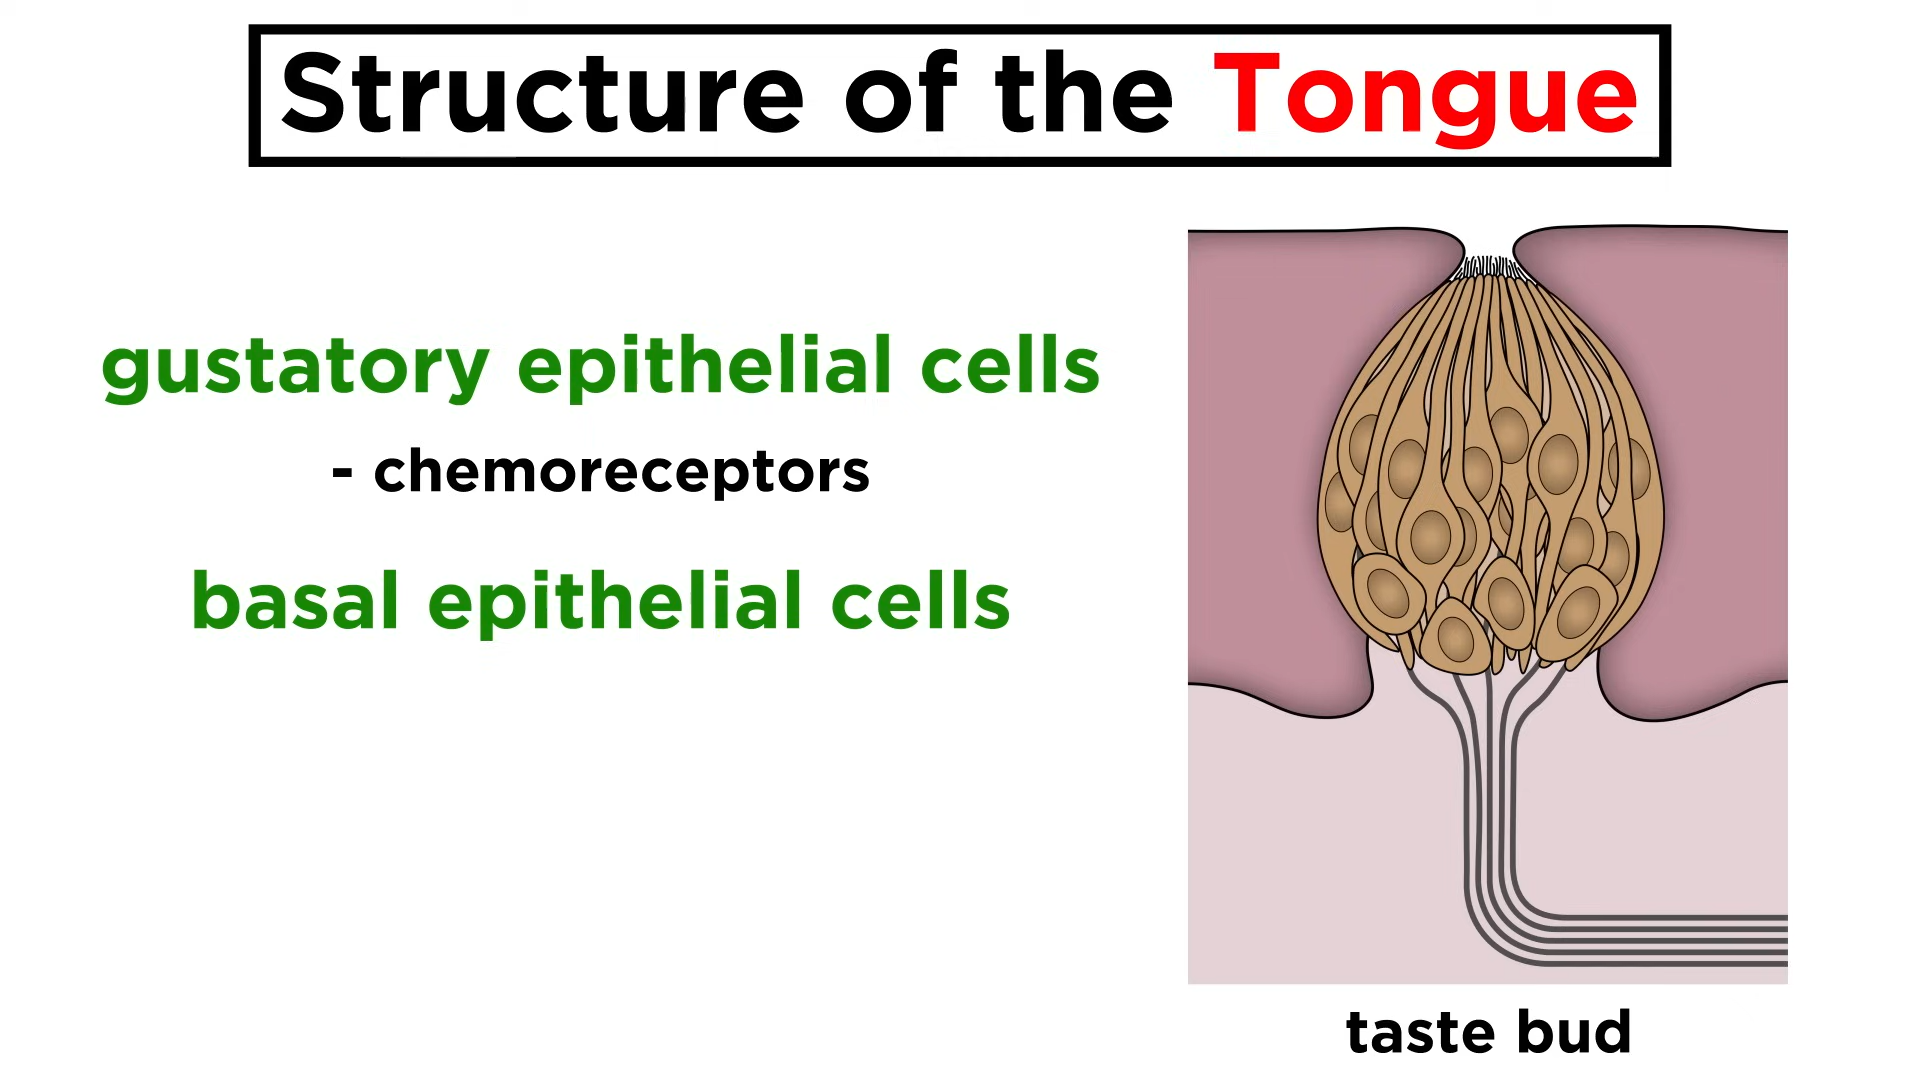 Structure of the Tongue
gustatory epithelial cells
- chemoreceptors
basal epithelial cells
taste bud